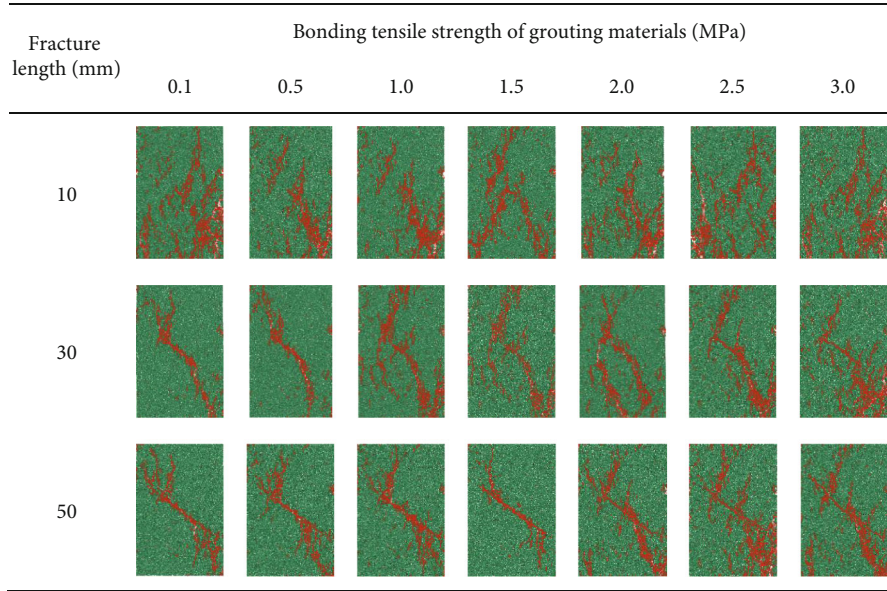 Fracture
length (mm)
Bonding tensile strength of grouting materials (MPa)
0.1 0.5 1.0 1.5 2.0 2.5 3.0
10
30
50